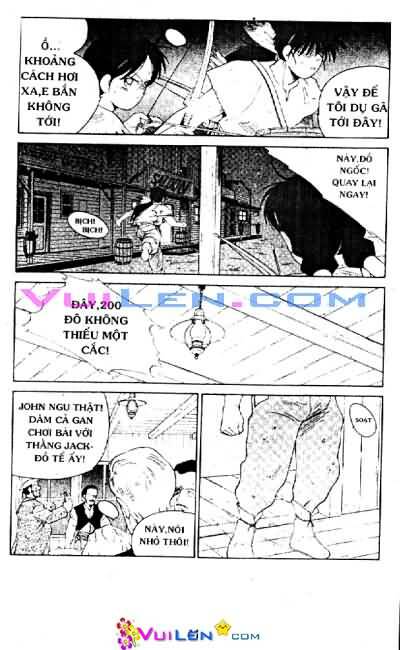 Ồ...
KHOẢNG
CÁCH HƠI
XA,E BẮN
KHÔNG
TỚI!
VẬY ĐỂ
TÔI DỤ GÃ
TỚI ĐÂY!
BỊCH!
BỊCH!
NÀY,ĐỒ
NGỐC!
QUAY LẠI
NGAY!
ĐÂY,200
ĐÔ KHÔNG
THIẾU MỘT
CẮC!
VUILEN.COM
JOHN NGU THẬT!
DÁM CẢ GAN
CHƠI BÀI VỚI
THẰNG JACK-
ĐỒ TỂ ẤY!
NÀY,NÓI
NHỎ THÔI!
SOẠT
VUILÊN.COM